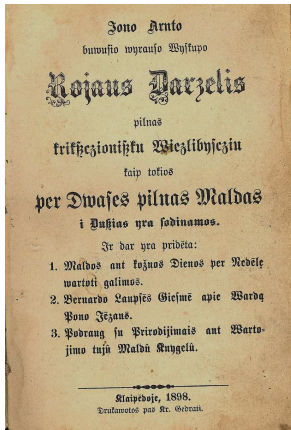 Jono Arnto
buwusio wyrauso Wyskupo
Rojaus Darzelis
pilnas
krikßczionißku Wiezlibyscziu
kaip tokios
per Dwases pilnas Maldas
i Dußias yra sodinamos.
Ir dar yra pridėta:
1. Maldos ant kożnos Dienos per Nedėlę
wartoti galimos.
2. Bernardo Laupsės Giesmė apie Wardą
Pono Jėzaus.
3. Podraug su Prirodijimais ant Warto-
jimo tujů Maldů Knygelů.
Klaipėdoje, 1898.
Drukawotos pas Kr. Gedrati.